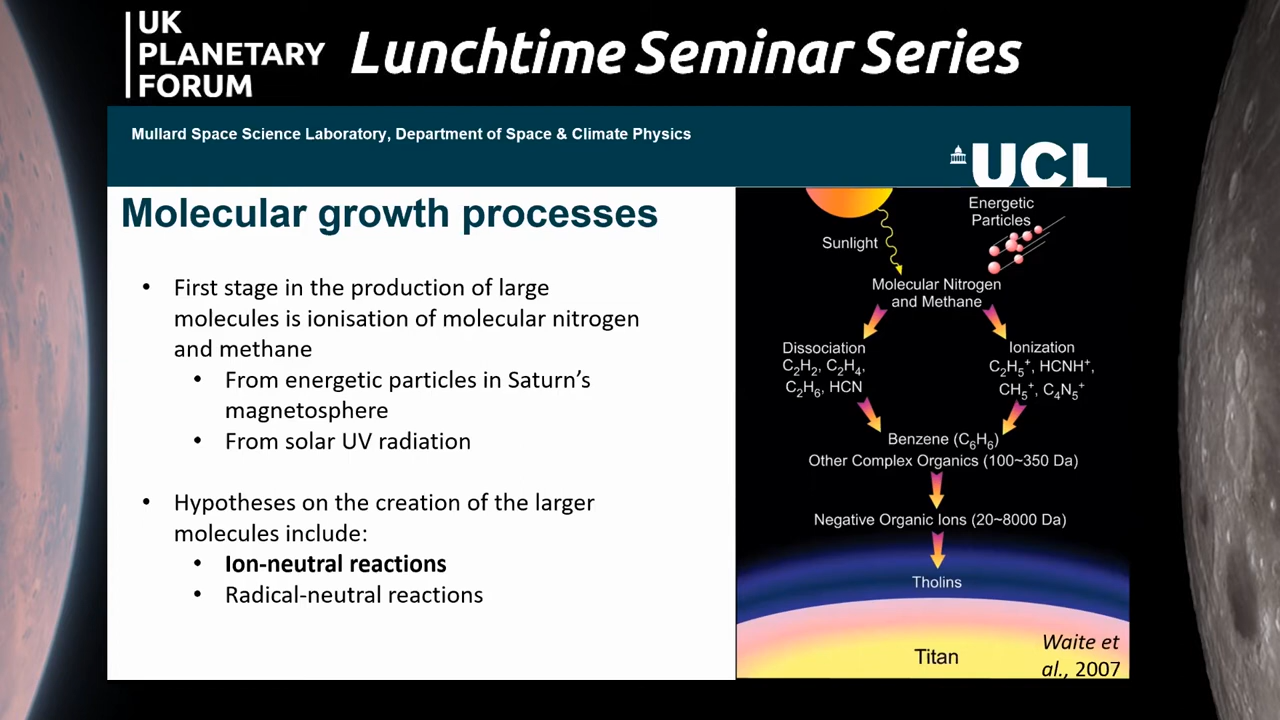 UK
PLANETARY
FORUM
Lunchtime Seminar Series
Mullard Space Science Laboratory, Department of Space & Climate Physics
UCL
Molecular growth processes
• First stage in the production of large
molecules is ionisation of molecular nitrogen
and methane
• From energetic particles in Saturn's
magnetosphere
• From solar UV radiation
• Hypotheses on the creation of the larger
molecules include:
• Ion-neutral reactions
• Radical-neutral reactions
Energetic
Particles
Sunlight
Molecular Nitrogen
and Methane
Dissociation
C₂H₂, C₂H₄,
C₂H₆, HCN
Ionization
C₂H₅⁺, HCNH⁺,
CH₅⁺, C₄N₅⁺
Benzene (C₆H₆)
Other Complex Organics (100~350 Da)
Negative Organic Ions (20~8000 Da)
Tholins
Titan
Waite et
al., 2007